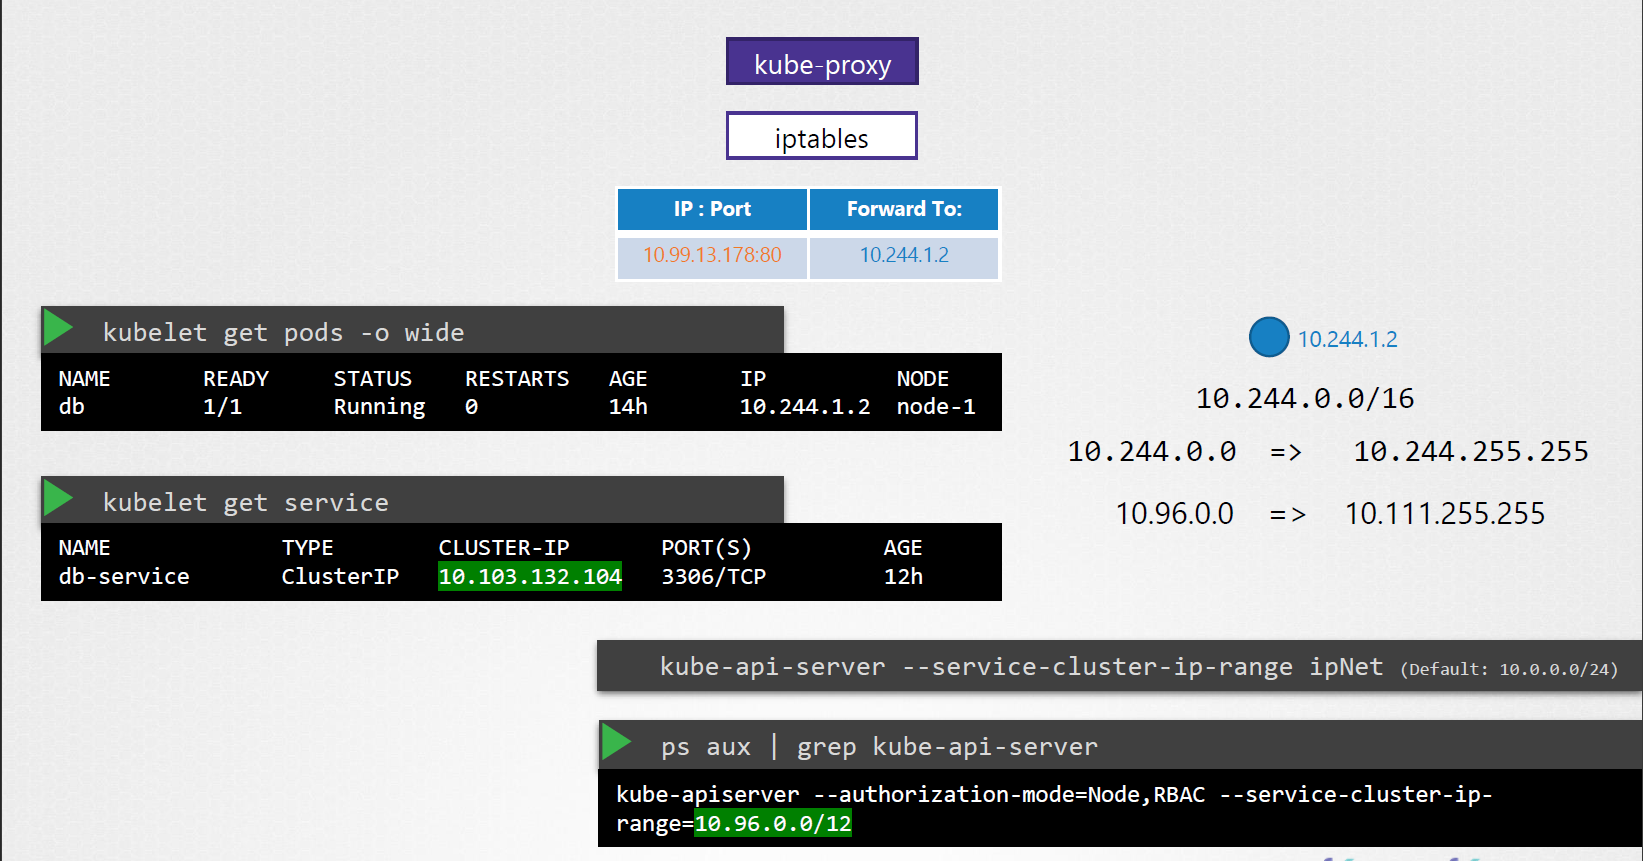 kube-proxy
iptables
IP : Port Forward To:
10.99.13.178:80 10.244.1.2
kubelet get pods -o wide
NAME READY STATUS RESTARTS AGE IP NODE
db 1/1 Running 0 14h 10.244.1.2 node-1
10.244.1.2
10.244.0.0/16
10.244.0.0 => 10.244.255.255
10.96.0.0 => 10.111.255.255
kubelet get service
NAME TYPE CLUSTER-IP PORT(S) AGE
db-service ClusterIP 10.103.132.104 3306/TCP 12h
kube-api-server --service-cluster-ip-range ipNet (Default: 10.0.0.0/24)
ps aux | grep kube-api-server
kube-apiserver --authorization-mode=Node,RBAC --service-cluster-ip-
range=10.96.0.0/12